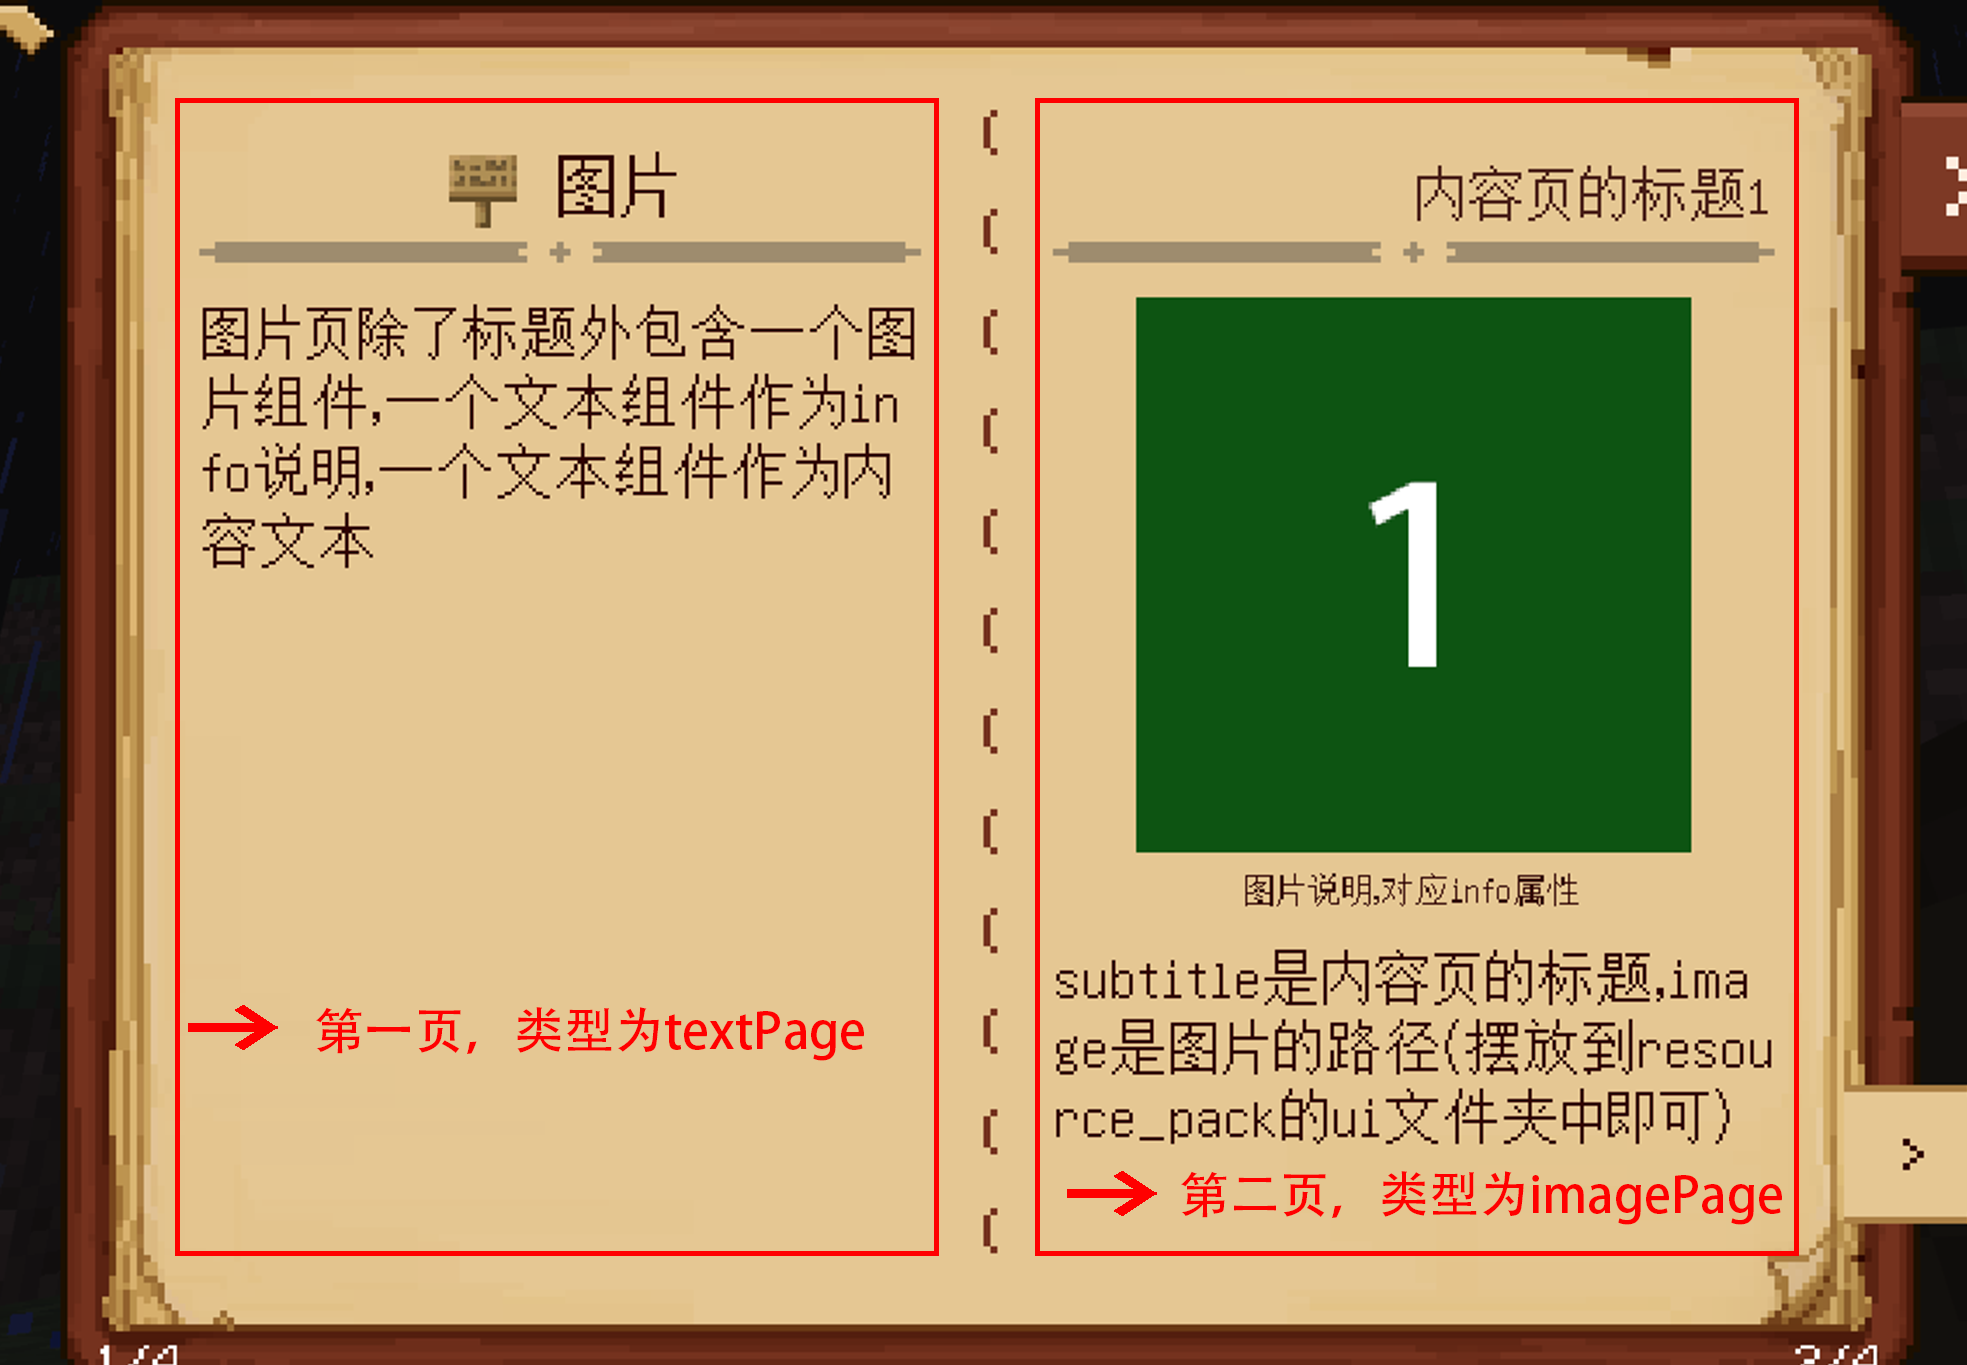 图片
图片页除了标题外包含一个图
片组件,一个文本组件作为in
fo说明,一个文本组件作为内
容文本
第一页，类型为textPage
内容页的标题1
1
图片说明,对应info属性
subtitle是内容页的标题,ima
ge是图片的路径(摆放到resou
rce_pack的ui文件夹中即可)
第二页，类型为imagePage
>
1/4